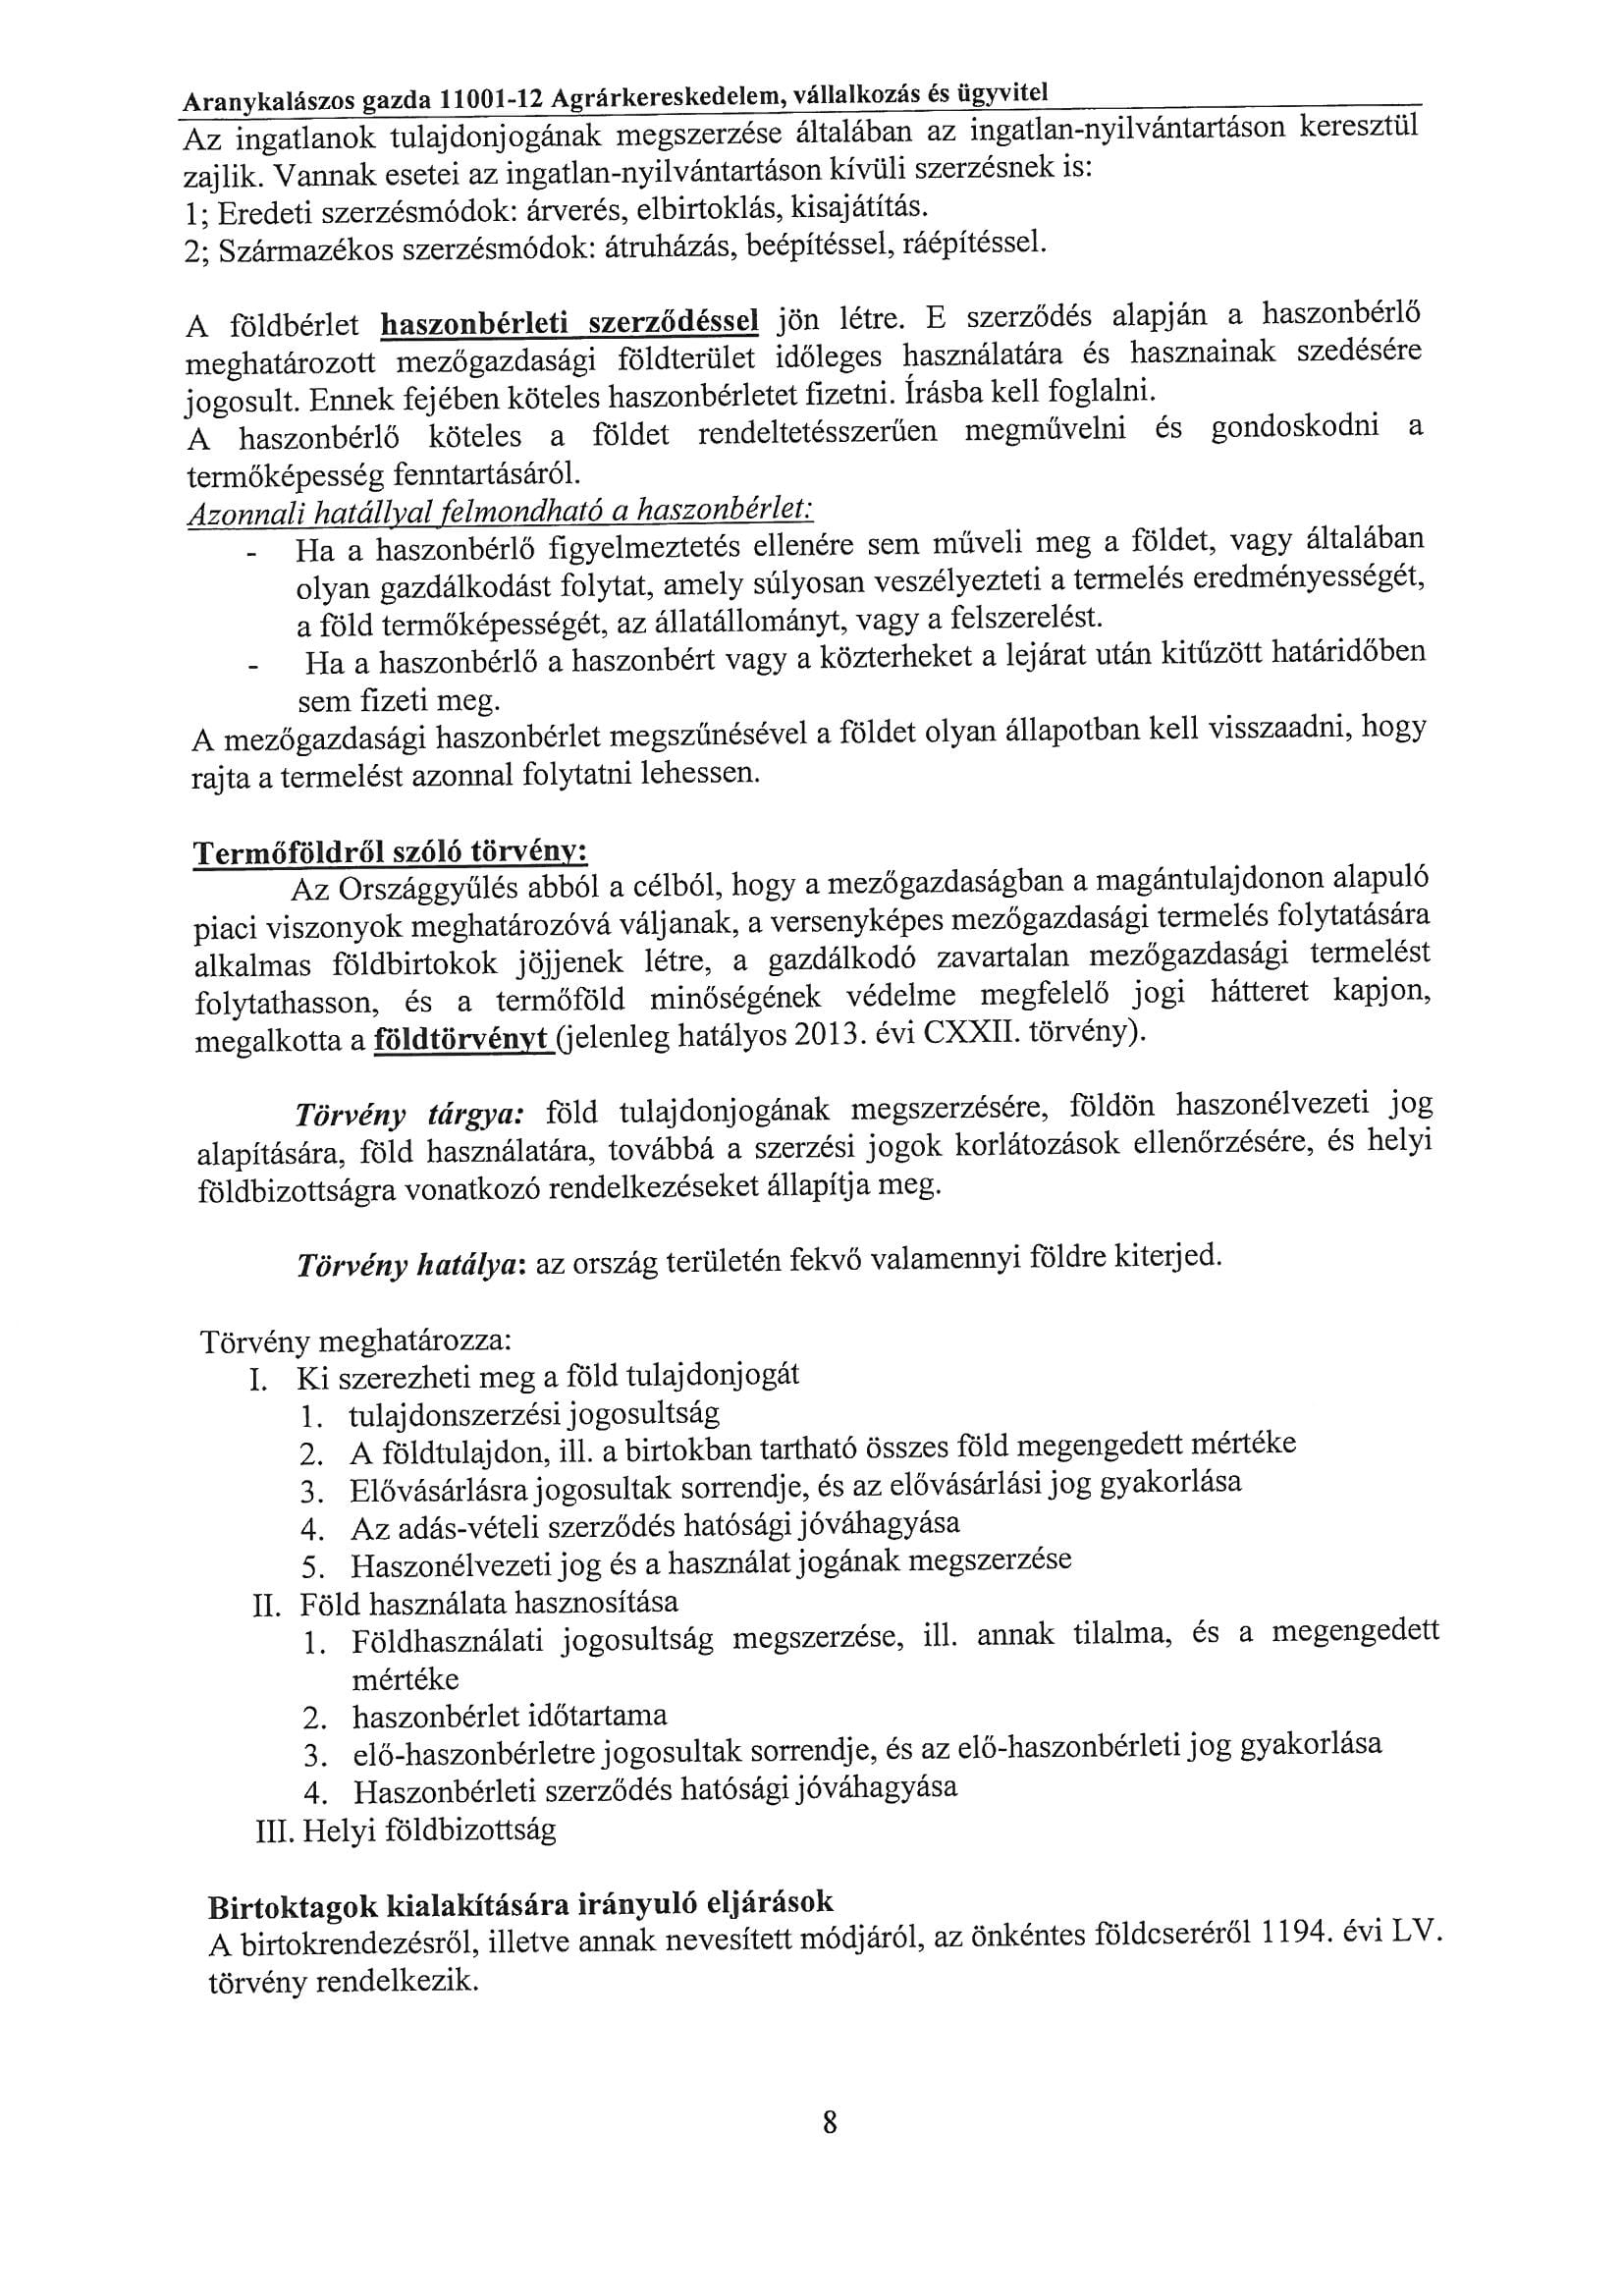 Aranykalászos gazda 11001-12 Agrárkereskedelem, vállalkozás és ügyvitel
Az ingatlanok tulajdonjogának megszerzése általában az ingatlan-nyilvántartáson keresztül
zajlik. Vannak esetei az ingatlan-nyilvántartáson kívüli szerzésnek is:
1; Eredeti szerzésmódok: árverés, elbirtoklás, kisajátítás.
2; Származékos szerzésmódok: átruházás, beépítéssel, ráépítéssel.
A földbérlet haszonbérleti szerződéssel jön létre. E szerződés alapján a haszonbérlő
meghatározott mezőgazdasági földterület időleges használatára és hasznainak szedésére
jogosult. Ennek fejében köteles haszonbérletet fizetni. Írásba kell foglalni.
A haszonbérlő köteles a földet rendeltetésszerűen megművelni és gondoskodni a
termőképesség fenntartásáról.
Azonnali hatállyal felmondható a haszonbérlet:
- Ha a haszonbérlő figyelmeztetés ellenére sem műveli meg a földet, vagy általában
olyan gazdálkodást folytat, amely súlyosan veszélyezteti a termelés eredményességét,
a föld termőképességét, az állatállományt, vagy a felszerelést.
- Ha a haszonbérlő a haszonbért vagy a közterheket a lejárat után kitűzött határidőben
sem fizeti meg.
A mezőgazdasági haszonbérlet megszűnésével a földet olyan állapotban kell visszaadni, hogy
rajta a termelést azonnal folytatni lehessen.
Termőföldről szóló törvény:
Az Országgyűlés abból a célból, hogy a mezőgazdaságban a magántulajdonon alapuló
piaci viszonyok meghatározóvá váljanak, a versenyképes mezőgazdasági termelés folytatására
alkalmas földbirtokok jöjjenek létre, a gazdálkodó zavartalan mezőgazdasági termelést
folytathasson, és a termőföld minőségének védelme megfelelő jogi hátteret kapjon,
megalkotta a földtörvényt (jelenleg hatályos 2013. évi CXXII. törvény).
Törvény tárgya: föld tulajdonjogának megszerzésére, földön haszonélvezeti jog
alapítására, föld használatára, továbbá a szerzési jogok korlátozások ellenőrzésére, és helyi
földbizottságra vonatkozó rendelkezéseket állapítja meg.
Törvény hatálya: az ország területén fekvő valamennyi földre kiterjed.
Törvény meghatározza:
I. Ki szerezheti meg a föld tulajdonjogát
1. tulajdonszerzési jogosultság
2. A földtulajdon, ill. a birtokban tartható összes föld megengedett mértéke
3. Elővásárlásra jogosultak sorrendje, és az elővásárlási jog gyakorlása
4. Az adás-vételi szerződés hatósági jóváhagyása
5. Haszonélvezeti jog és a használat jogának megszerzése
II. Föld használata hasznosítása
1. Földhasználati jogosultság megszerzése, ill. annak tilalma, és a megengedett
mértéke
2. haszonbérlet időtartama
3. elő-haszonbérletre jogosultak sorrendje, és az elő-haszonbérleti jog gyakorlása
4. Haszonbérleti szerződés hatósági jóváhagyása
III. Helyi földbizottság
Birtoktagok kialakítására irányuló eljárások
A birtokrendezésről, illetve annak nevesített módjáról, az önkéntes földcseréről 1194. évi LV.
törvény rendelkezik.
8